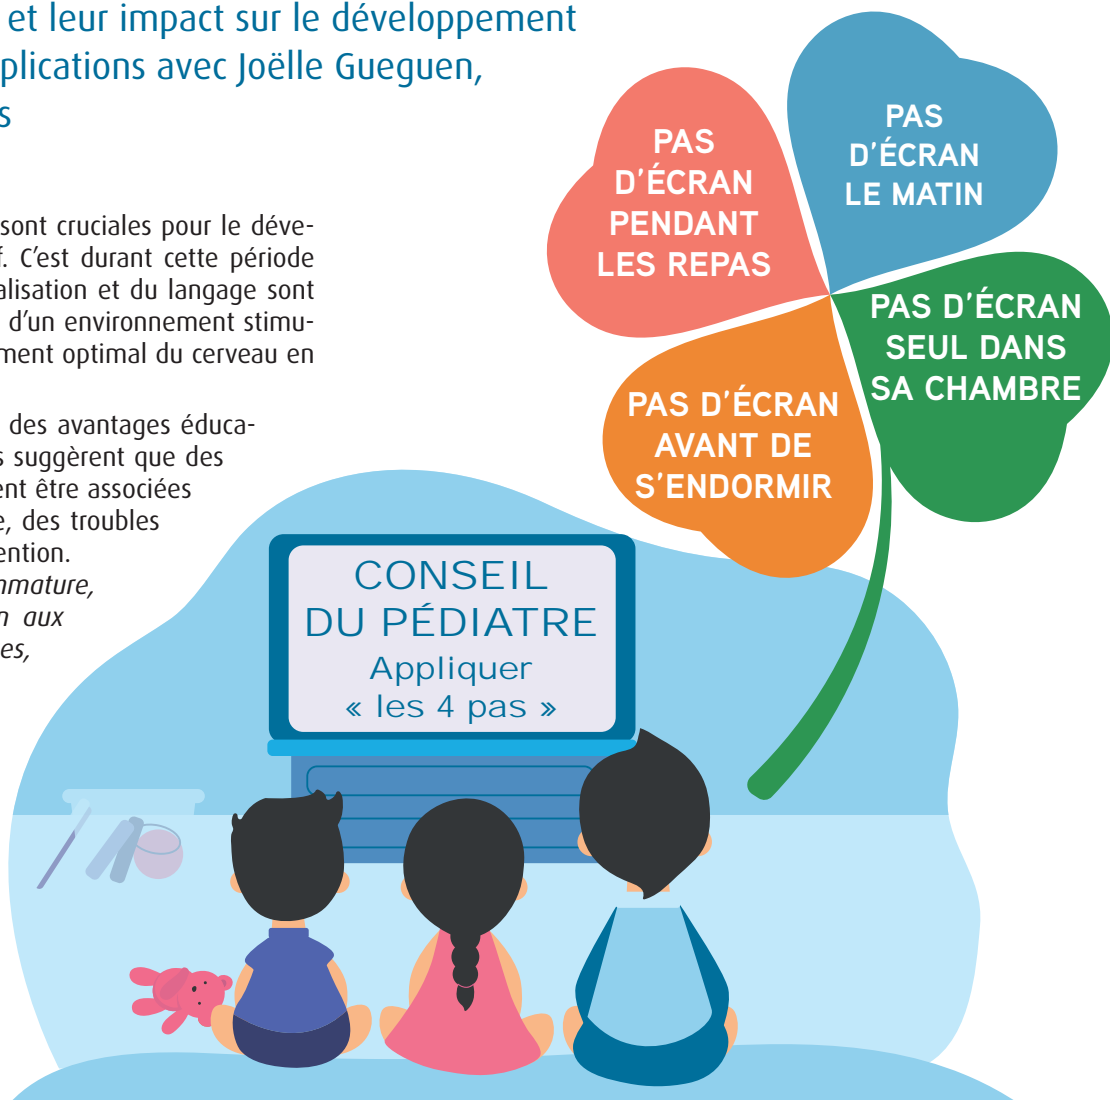 et leur impact sur le développement
plications avec Joëlle Gueguen,
s
sont cruciales pour le déve-
f. C'est durant cette période
alisation et du langage sont
d'un environnement stimu-
ment optimal du cerveau en
des avantages éduca-
s suggèrent que des
ent être associées
e, des troubles
ention.
nmature,
n aux
es,
PAS
D'ÉCRAN
PENDANT
LES REPAS
PAS
D'ÉCRAN
LE MATIN
PAS D'ÉCRAN
SEUL DANS
SA CHAMBRE
PAS D'ÉCRAN
AVANT DE
S'ENDORMIR
CONSEIL
DU PÉDIATRE
Appliquer
« les 4 pas »